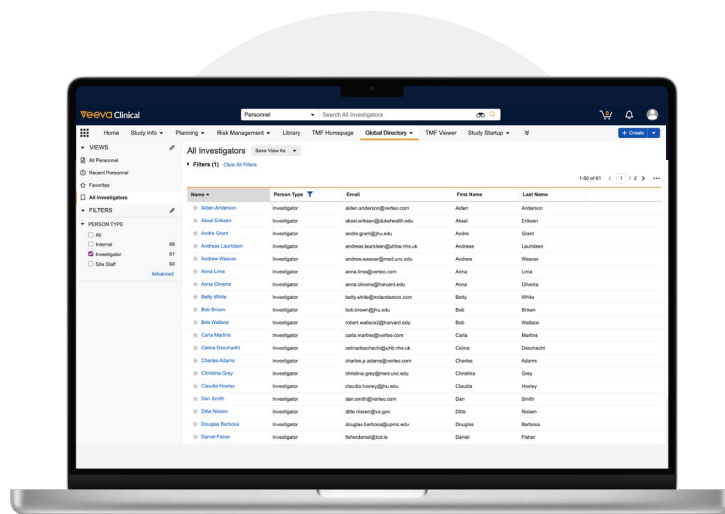 Veeva Clinical
Personnel Search All Investigators
Home Study Info Planning Risk Management Library TMF Homepage Global Directory TMF Viewer Study Startup + Create
VIEWS
All Personnel
Recent Personnel
Favorites
All Investigators
FILTERS
PERSON TYPE
All
Internal 68
Investigator 61
Site Staff 60
Advanced
All Investigators Save View As
Filters (1) Clear All Filters
1-50 of 61 1 / 2
Name Person Type Email First Name Last Name
Aiden Anderson Investigator aiden.anderson@verteo.com Aiden Anderson
Aksel Eriksen Investigator aksel.eriksen@dukehealth.edu Aksel Eriksen
Andre Grant Investigator andre.grant@jhu.edu Andre Grant
Andreas Lauridsen Investigator andreas.lauridsen@uhbw.nhs.uk Andreas Lauridsen
Andrew Weaver Investigator andrew.weaver@med.unc.edu Andrew Weaver
Anna Lima Investigator anna.lima@verteo.com Anna Lima
Anna Oliveira Investigator anna.oliveria@harvard.edu Anna Oliveira
Betty White Investigator betty.white@mdanderson.com Betty White
Bob Brown Investigator bob.brown@jhu.edu Bob Brown
Bob Wallace Investigator robert.wallace2@harvard.edu Bob Wallace
Carla Martins Investigator carla.martins@verteo.com Carla Martins
Celina Deschacht Investigator celinadeschacht@uhb.nhs.uk Celina Deschacht
Charles Adams Investigator charles.p.adams@verteo.com Charles Adams
Christina Grey Investigator christina.grey@med.unc.edu Christina Grey
Claudia Hooley Investigator claudia.hooley@jhu.edu Claudia Hooley
Dan Smith Investigator dan.smith@verteo.com Dan Smith
Ditte Nissen Investigator ditte.nissen@va.gov Ditte Nissen
Douglas Barbosa Investigator douglas.barbosa@upms.edu Douglas Barbosa
Daniel Fisher Investigator fisherdaniel@tcd.ie Daniel Fisher